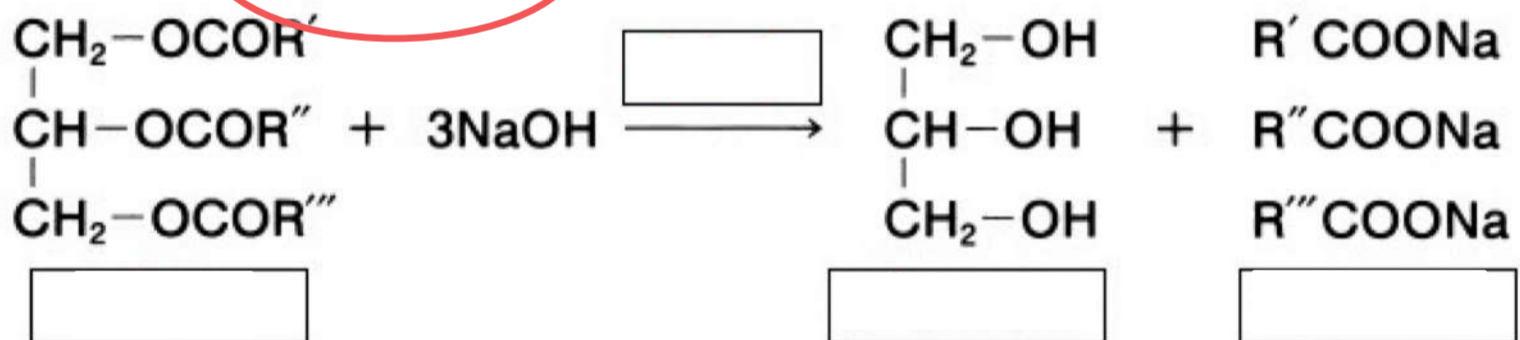 CH₂−OCOR′ CH₂−OH R′ COONa
CH−OCOR″ + 3NaOH ⟶ CH−OH + R″COONa
CH₂−OCOR‴ CH₂−OH R‴COONa